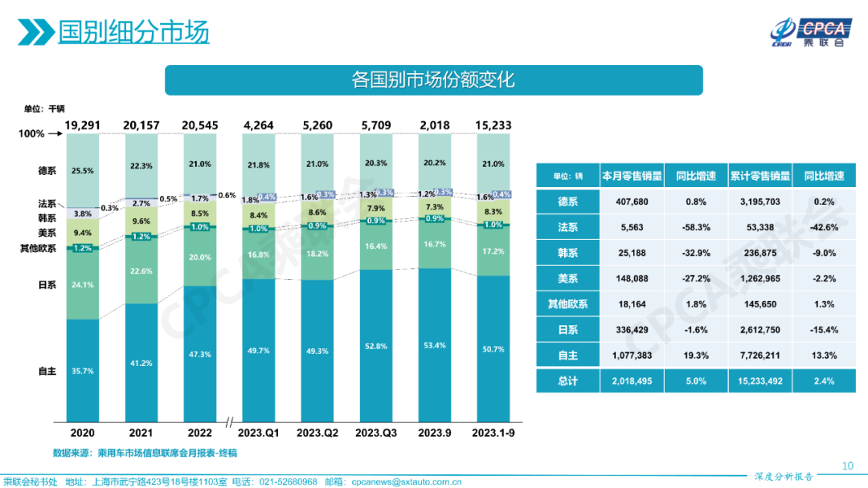 国别细分市场
CPCA
乘联会
各国别市场份额变化
单位：千辆
19,291 20,157 20,545 4,264 5,260 5,709 2,018 15,233
100%
德系 25.5% 22.3% 21.0% 21.8% 21.0% 20.3% 20.2% 21.0%
法系 0.3% 0.5% 0.6% 0.4% 0.3% 0.3% 0.3% 0.4%
韩系 3.8% 2.7% 1.7% 1.8% 1.6% 1.3% 1.2% 1.6%
美系 9.4% 9.6% 8.5% 8.4% 8.6% 7.9% 7.3% 8.3%
其他欧系 1.2% 1.2% 1.0% 1.0% 0.9% 0.9% 0.9% 1.0%
日系 24.1% 22.6% 20.0% 16.8% 18.2% 16.4% 16.7% 17.2%
自主 35.7% 41.2% 47.3% 49.7% 49.3% 52.8% 53.4% 50.7%
2020 2021 2022 2023.Q1 2023.Q2 2023.Q3 2023.9 2023.1-9
单位：辆 本月零售销量 同比增速 累计零售销量 同比增速
德系 407,680 0.8% 3,195,703 0.2%
法系 5,563 -58.3% 53,338 -42.6%
韩系 25,188 -32.9% 236,875 -9.0%
美系 148,088 -27.2% 1,262,965 -2.2%
其他欧系 18,164 1.8% 145,650 1.3%
日系 336,429 -1.6% 2,612,750 -15.4%
自主 1,077,383 19.3% 7,726,211 13.3%
总计 2,018,495 5.0% 15,233,492 2.4%
CPCA乘联会
CPCA乘联会
数据来源：乘用车市场信息联席会月报表-终稿
10
深度分析报告
乘联会秘书处 地址：上海市武宁路423号18号楼1103室 电话：021-52680968 邮箱：cpcanews@sxtauto.com.cn